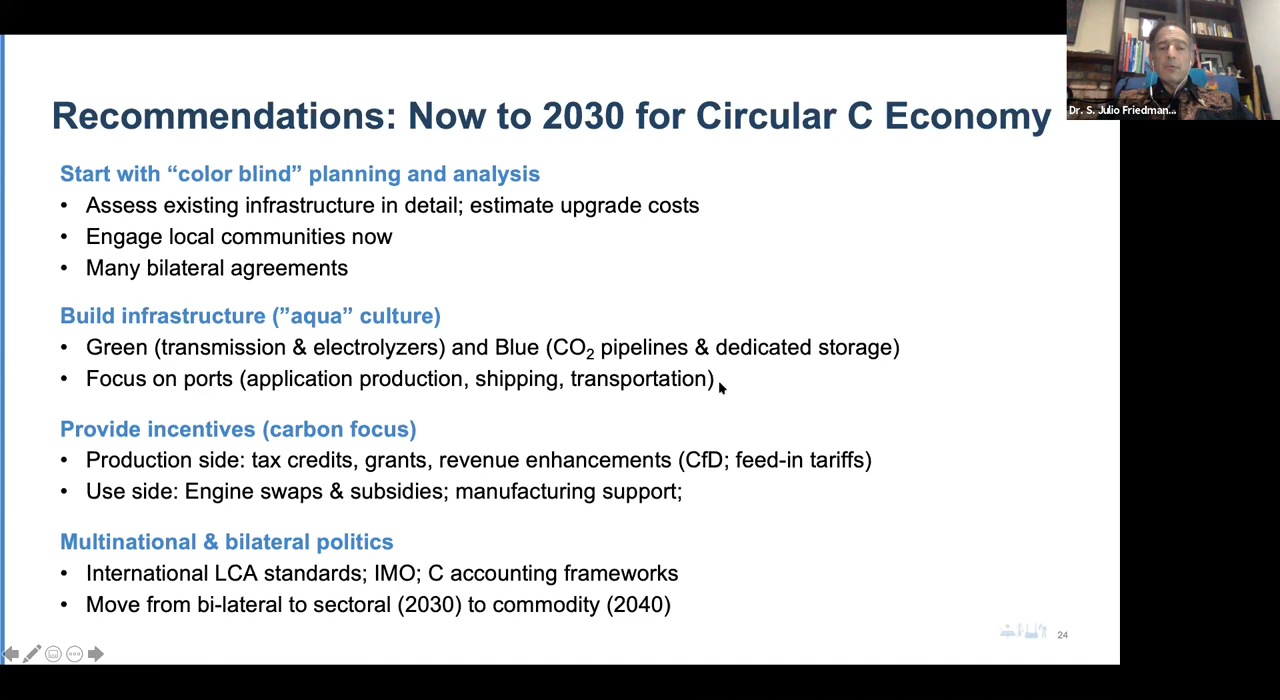 Dr. S. Julio Friedman...
Recommendations: Now to 2030 for Circular C Economy
Start with “color blind” planning and analysis
• Assess existing infrastructure in detail; estimate upgrade costs
• Engage local communities now
• Many bilateral agreements
Build infrastructure (”aqua” culture)
• Green (transmission & electrolyzers) and Blue (CO₂ pipelines & dedicated storage)
• Focus on ports (application production, shipping, transportation)
Provide incentives (carbon focus)
• Production side: tax credits, grants, revenue enhancements (CfD; feed-in tariffs)
• Use side: Engine swaps & subsidies; manufacturing support;
Multinational & bilateral politics
• International LCA standards; IMO; C accounting frameworks
• Move from bi-lateral to sectoral (2030) to commodity (2040)
24